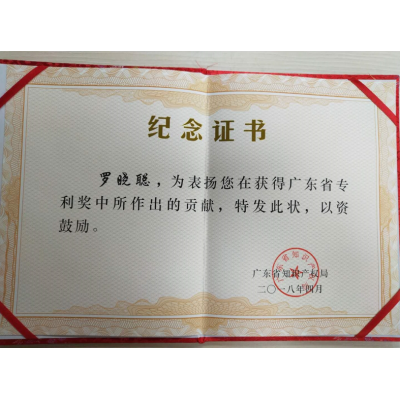 纪念证书
罗晓聪，为表扬您在获得广东省专
利奖中所作出的贡献，特发此状，以资
鼓励。
广东省知识产权局
二〇一八年四月